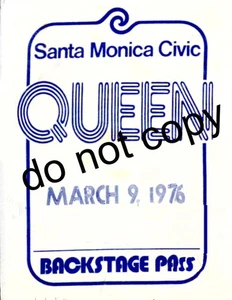 Santa Monica Civic
QUEEN
do not copy
MARCH 9, 1976
BACKSTAGE PASS